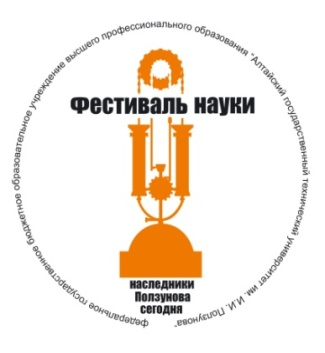 федеральное государственное бюджетное образовательное учреждение высшего профессионального образования "Алтайский государственный технический университет им. И.И. Ползунова"
Фестиваль науки
наследники
Ползунова
сегодня